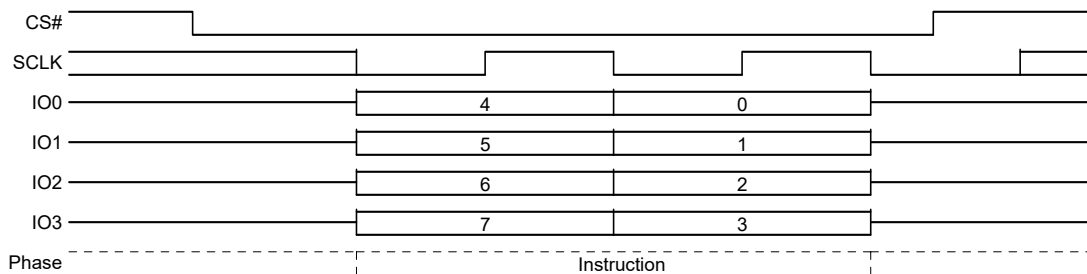 CS#
SCLK
IO0 4 0
IO1 5 1
IO2 6 2
IO3 7 3
Phase Instruction